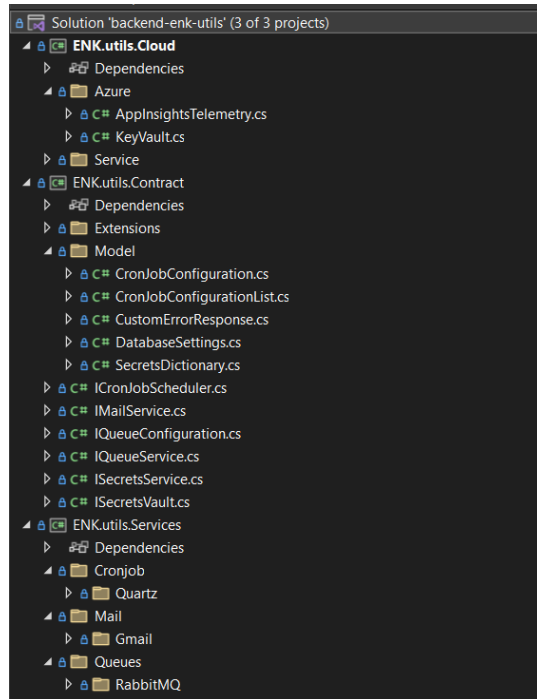 Solution 'backend-enk-utils' (3 of 3 projects)
C# ENK.utils.Cloud
Dependencies
Azure
C# AppInsightsTelemetry.cs
C# KeyVault.cs
Service
C# ENK.utils.Contract
Dependencies
Extensions
Model
C# CronJobConfiguration.cs
C# CronJobConfigurationList.cs
C# CustomErrorResponse.cs
C# DatabaseSettings.cs
C# SecretsDictionary.cs
C# ICronJobScheduler.cs
C# IMailService.cs
C# IQueueConfiguration.cs
C# IQueueService.cs
C# ISecretsService.cs
C# ISecretsVault.cs
C# ENK.utils.Services
Dependencies
Cronjob
Quartz
Mail
Gmail
Queues
RabbitMQ